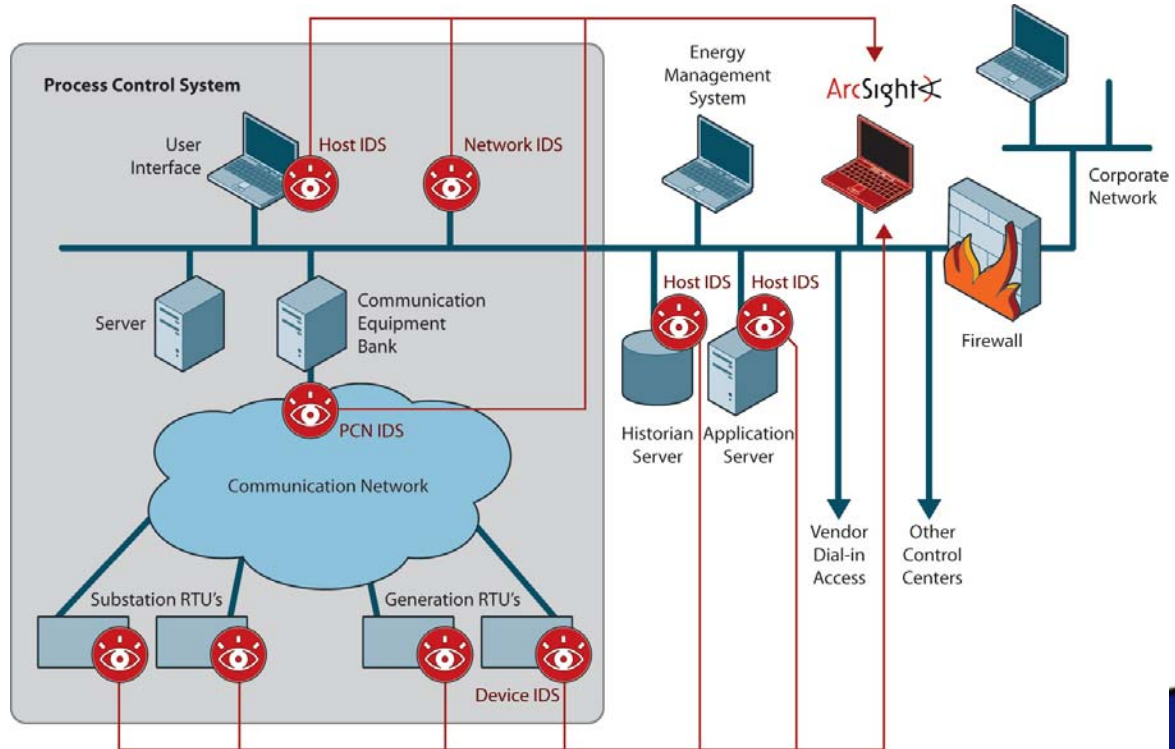 Process Control System
User
Interface
Host IDS
Network IDS
Energy
Management
System
ArcSight
Corporate
Network
Server
Communication
Equipment
Bank
Host IDS
Host IDS
Firewall
PCN IDS
Communication Network
Historian
Server
Application
Server
Vendor
Dial-in
Access
Other
Control
Centers
Substation RTU's
Generation RTU's
Device IDS